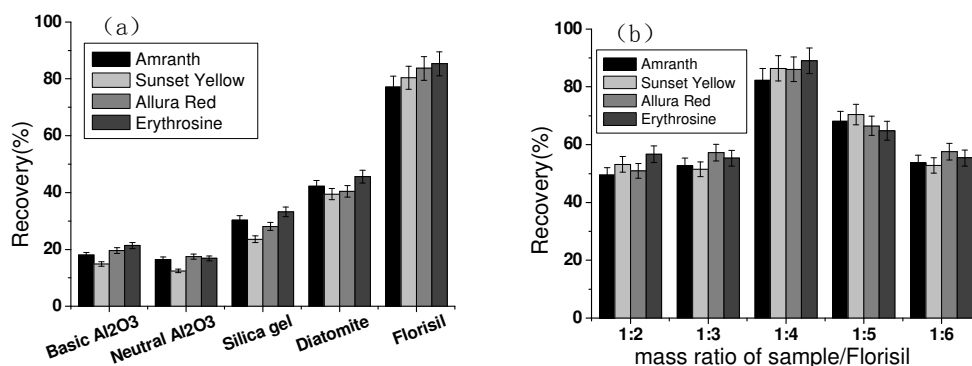 (a)
100
80
60
40
20
0
Recovery(%)
Amranth
Sunset Yellow
Allura Red
Erythrosine
Basic Al2O3
Neutral Al2O3
Silica gel
Diatomite
Florisil
(b)
100
80
60
40
20
0
Recovery(%)
Amranth
Sunset Yellow
Allura Red
Erythrosine
1:2 1:3 1:4 1:5 1:6
mass ratio of sample/Florisil